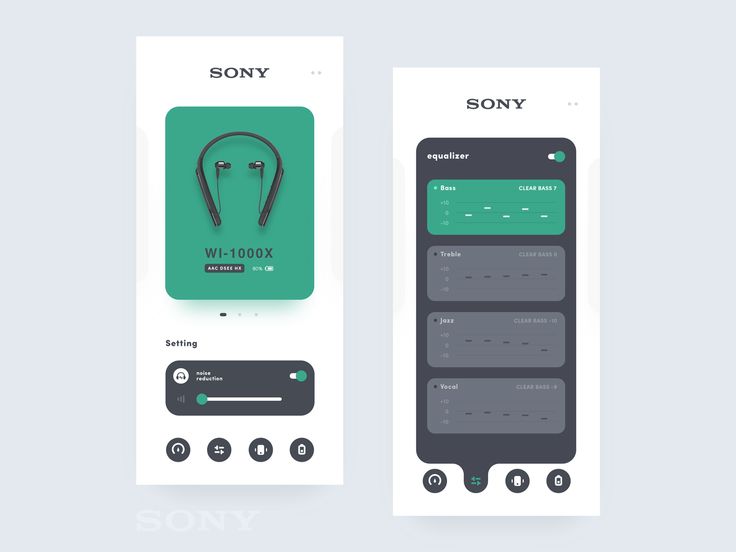 SONY
WI-1000X
AAC DSEE HX
80%
Setting
noise
reduction
SONY
SONY
equalizer
Bass CLEAR BASS 7
+10
0
-10
Treble CLEAR BASS 0
+10
0
-10
Jazz CLEAR BASS -10
+10
0
-10
Vocal CLEAR BASS -9
+10
0
-10